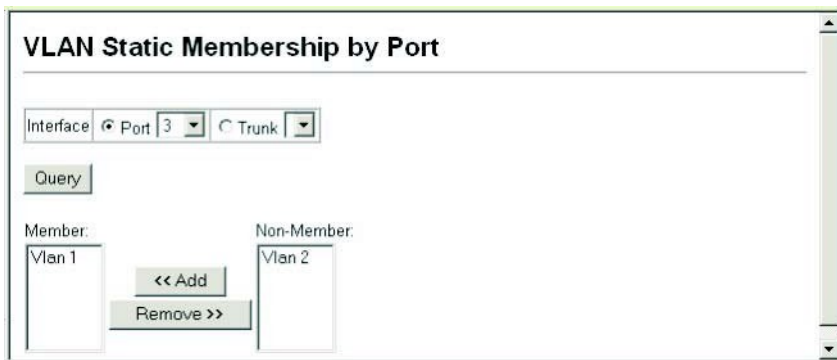 VLAN Static Membership by Port
Interface Port 3 Trunk
Query
Member: Non-Member:
Vlan 1 Vlan 2
<< Add
Remove >>